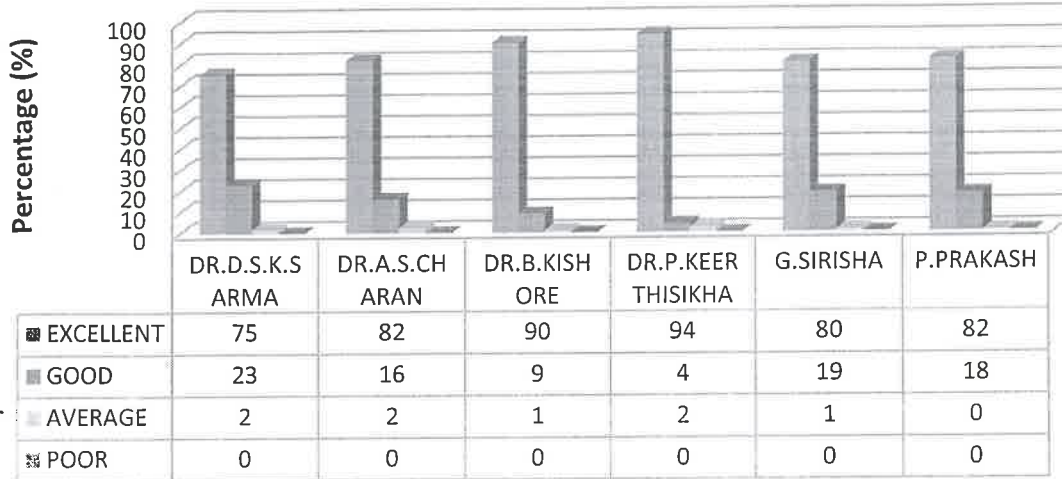 Percentage (%)
100
90
80
70
60
50
40
30
20
10
0
DR.D.S.K.S DR.A.S.CH DR.B.KISH DR.P.KEER G.SIRISHA P.PRAKASH
ARMA ARAN ORE THISIKHA
EXCELLENT 75 82 90 94 80 82
GOOD 23 16 9 4 19 18
AVERAGE 2 2 1 2 1 0
POOR 0 0 0 0 0 0